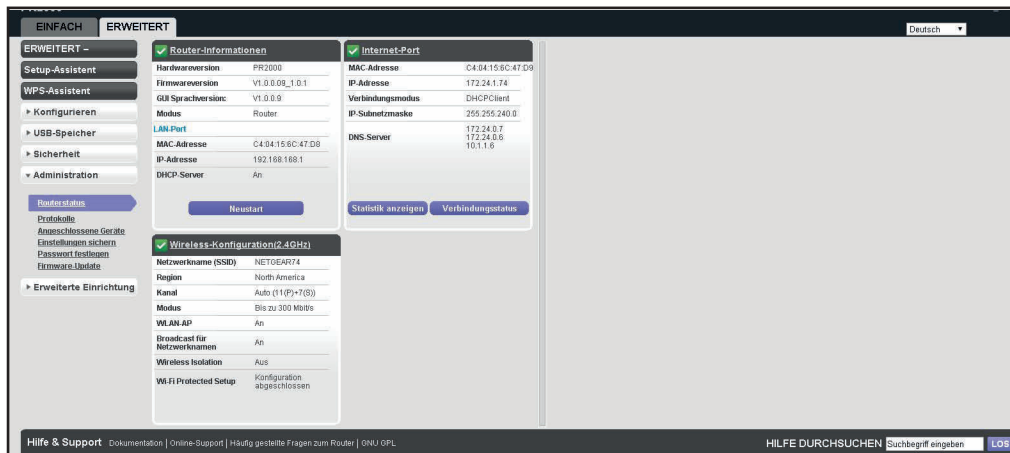 PR2000
EINFACH
ERWEITERT
Deutsch
ERWEITERT –
Setup-Assistent
WPS-Assistent
Konfigurieren
USB-Speicher
Sicherheit
Administration
Routerstatus
Protokolle
Angeschlossene Geräte
Einstellungen sichern
Passwort festlegen
Firmware-Update
Erweiterte Einrichtung
Router-Informationen
Hardwareversion PR2000
Firmwareversion V1.0.0.09_1.0.1
GUI Sprachversion: V1.0.0.9
Modus Router
LAN-Port
MAC-Adresse C4:04:15:6C:47:D8
IP-Adresse 192.168.168.1
DHCP-Server An
Neustart
Internet-Port
MAC-Adresse C4:04:15:6C:47:D9
IP-Adresse 172.24.1.74
Verbindungsmodus DHCPClient
IP-Subnetzmaske 255.255.240.0
DNS-Server 172.24.0.7
172.24.0.6
10.1.1.6
Statistik anzeigen
Verbindungsstatus
Wireless-Konfiguration(2.4GHz)
Netzwerkname (SSID) NETGEAR74
Region North America
Kanal Auto (11(P)+7(S))
Modus Bis zu 300 Mbit/s
WLAN-AP An
Broadcast für
Netzwerknamen An
Wireless Isolation Aus
Wi-Fi Protected Setup Konfiguration
abgeschlossen
Hilfe & Support Dokumentation | Online-Support | Häufig gestellte Fragen zum Router | GNU GPL
HILFE DURCHSUCHEN Suchbegriff eingeben LOS